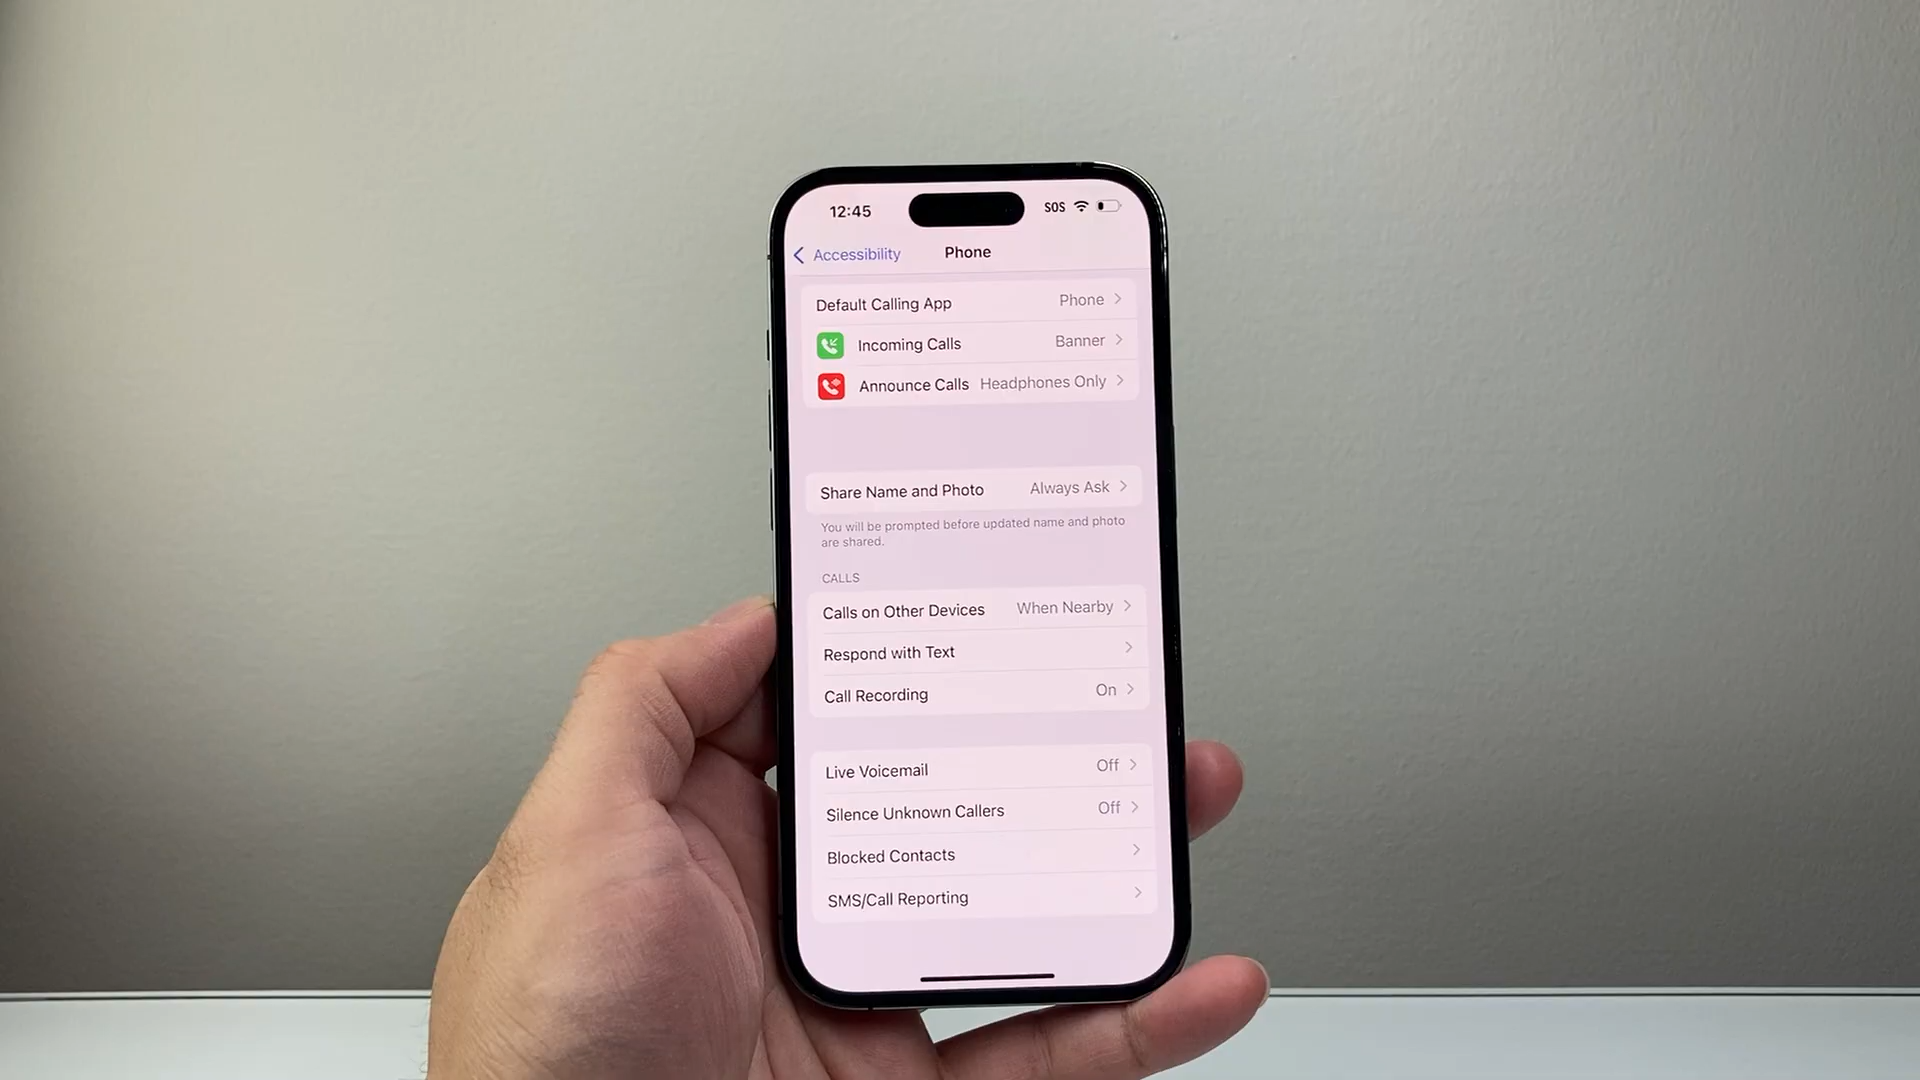 12:45 SOS
Accessibility Phone
Default Calling App Phone
Incoming Calls Banner
Announce Calls Headphones Only
Share Name and Photo Always Ask
You will be prompted before updated name and photo
are shared.
CALLS
Calls on Other Devices When Nearby
Respond with Text
Call Recording On
Live Voicemail Off
Silence Unknown Callers Off
Blocked Contacts
SMS/Call Reporting